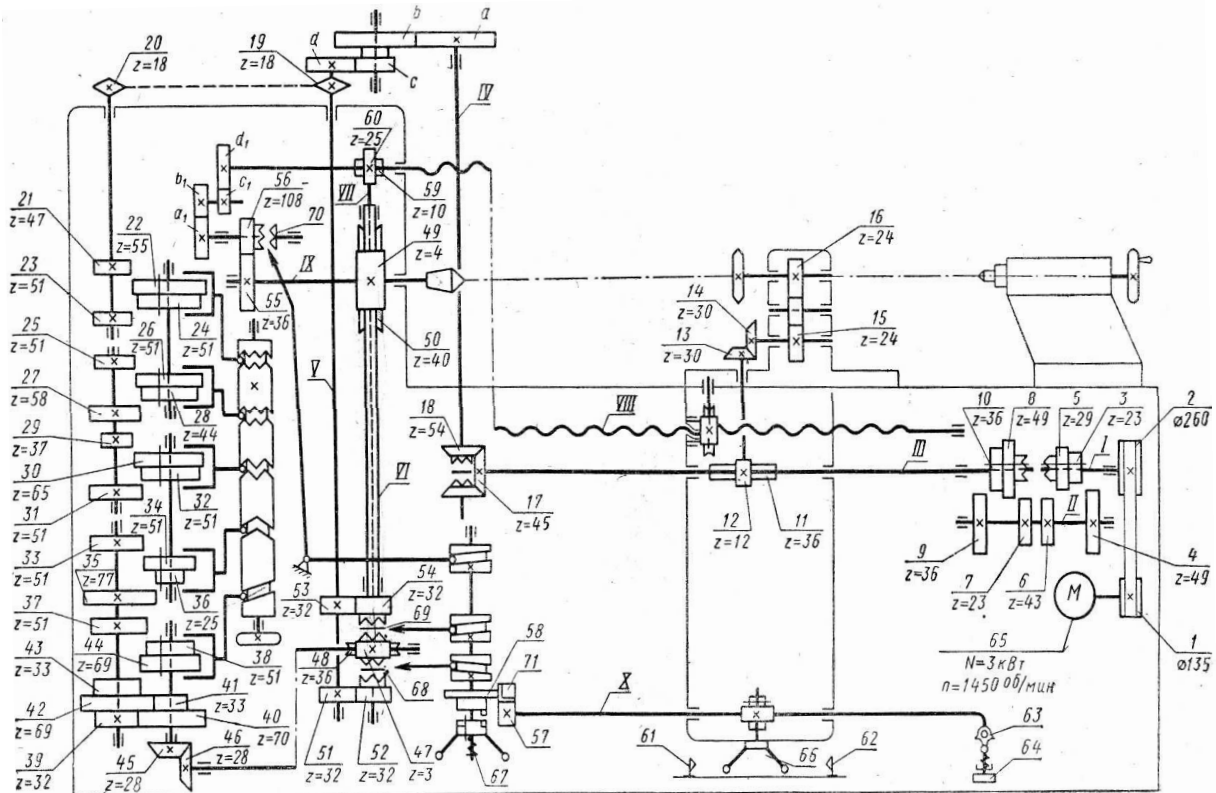 20
z=18
19
z=18
d
b
a
c
IV
60
z=25
d₁
b₁
c₁
a₁
56
z=108
70
VII
59
z=10
49
z=4
IX
55
z=36
50
z=40
21
z=47
22
z=55
23
z=51
24
z=51
25
z=51
26
z=51
27
z=58
28
z=44
29
z=37
30
z=65
31
z=51
32
z=51
33
z=51
34
z=51
35
z=77
36
z=25
37
z=51
38
z=51
43
z=33
44
z=69
41
z=33
42
z=69
40
z=70
39
z=32
45
z=28
46
z=28
V
VI
53
z=32
54
z=32
69
48
z=36
68
51
z=32
52
z=32
47
z=3
58
71
57
67
X
16
z=24
14
z=30
13
z=30
15
z=24
18
z=54
17
z=45
VIII
12
z=12
11
z=36
III
10
z=36
8
z=49
5
z=29
3
z=23
2
ø260
I
II
9
z=36
7
z=23
6
z=43
4
z=49
M
65
N=3кВт
n=1450 об/мин
1
ø135
61
66
62
63
64